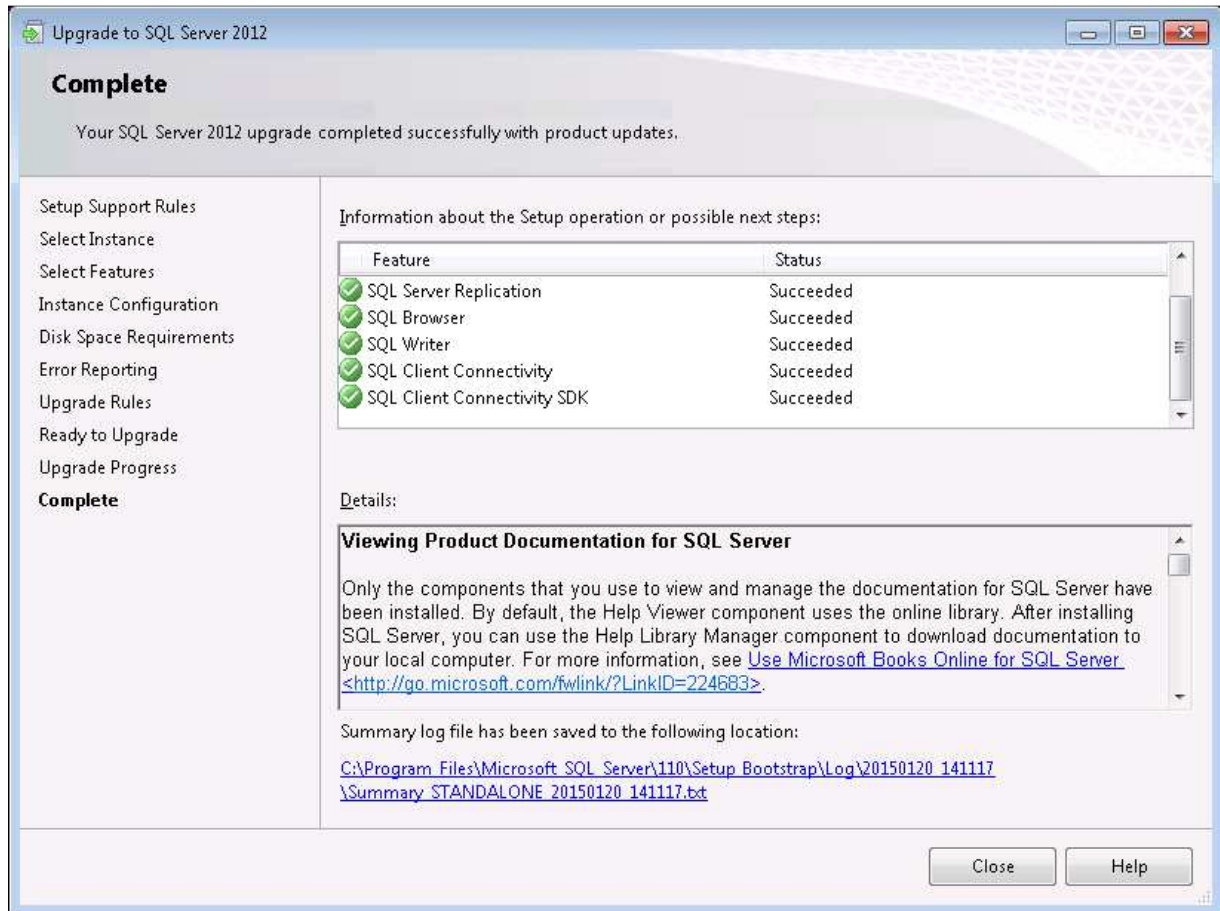 Upgrade to SQL Server 2012
Complete
Your SQL Server 2012 upgrade completed successfully with product updates.
Setup Support Rules
Select Instance
Select Features
Instance Configuration
Disk Space Requirements
Error Reporting
Upgrade Rules
Ready to Upgrade
Upgrade Progress
Complete
Information about the Setup operation or possible next steps:
Feature Status
SQL Server Replication Succeeded
SQL Browser Succeeded
SQL Writer Succeeded
SQL Client Connectivity Succeeded
SQL Client Connectivity SDK Succeeded
Details:
Viewing Product Documentation for SQL Server
Only the components that you use to view and manage the documentation for SQL Server have
been installed. By default, the Help Viewer component uses the online library. After installing
SQL Server, you can use the Help Library Manager component to download documentation to
your local computer. For more information, see Use Microsoft Books Online for SQL Server
<http://go.microsoft.com/fwlink/?LinkID=224683>.
Summary log file has been saved to the following location:
C:\Program Files\Microsoft SQL Server\110\Setup Bootstrap\Log\20150120_141117
\Summary_STANDALONE_20150120_141117.txt
Close Help